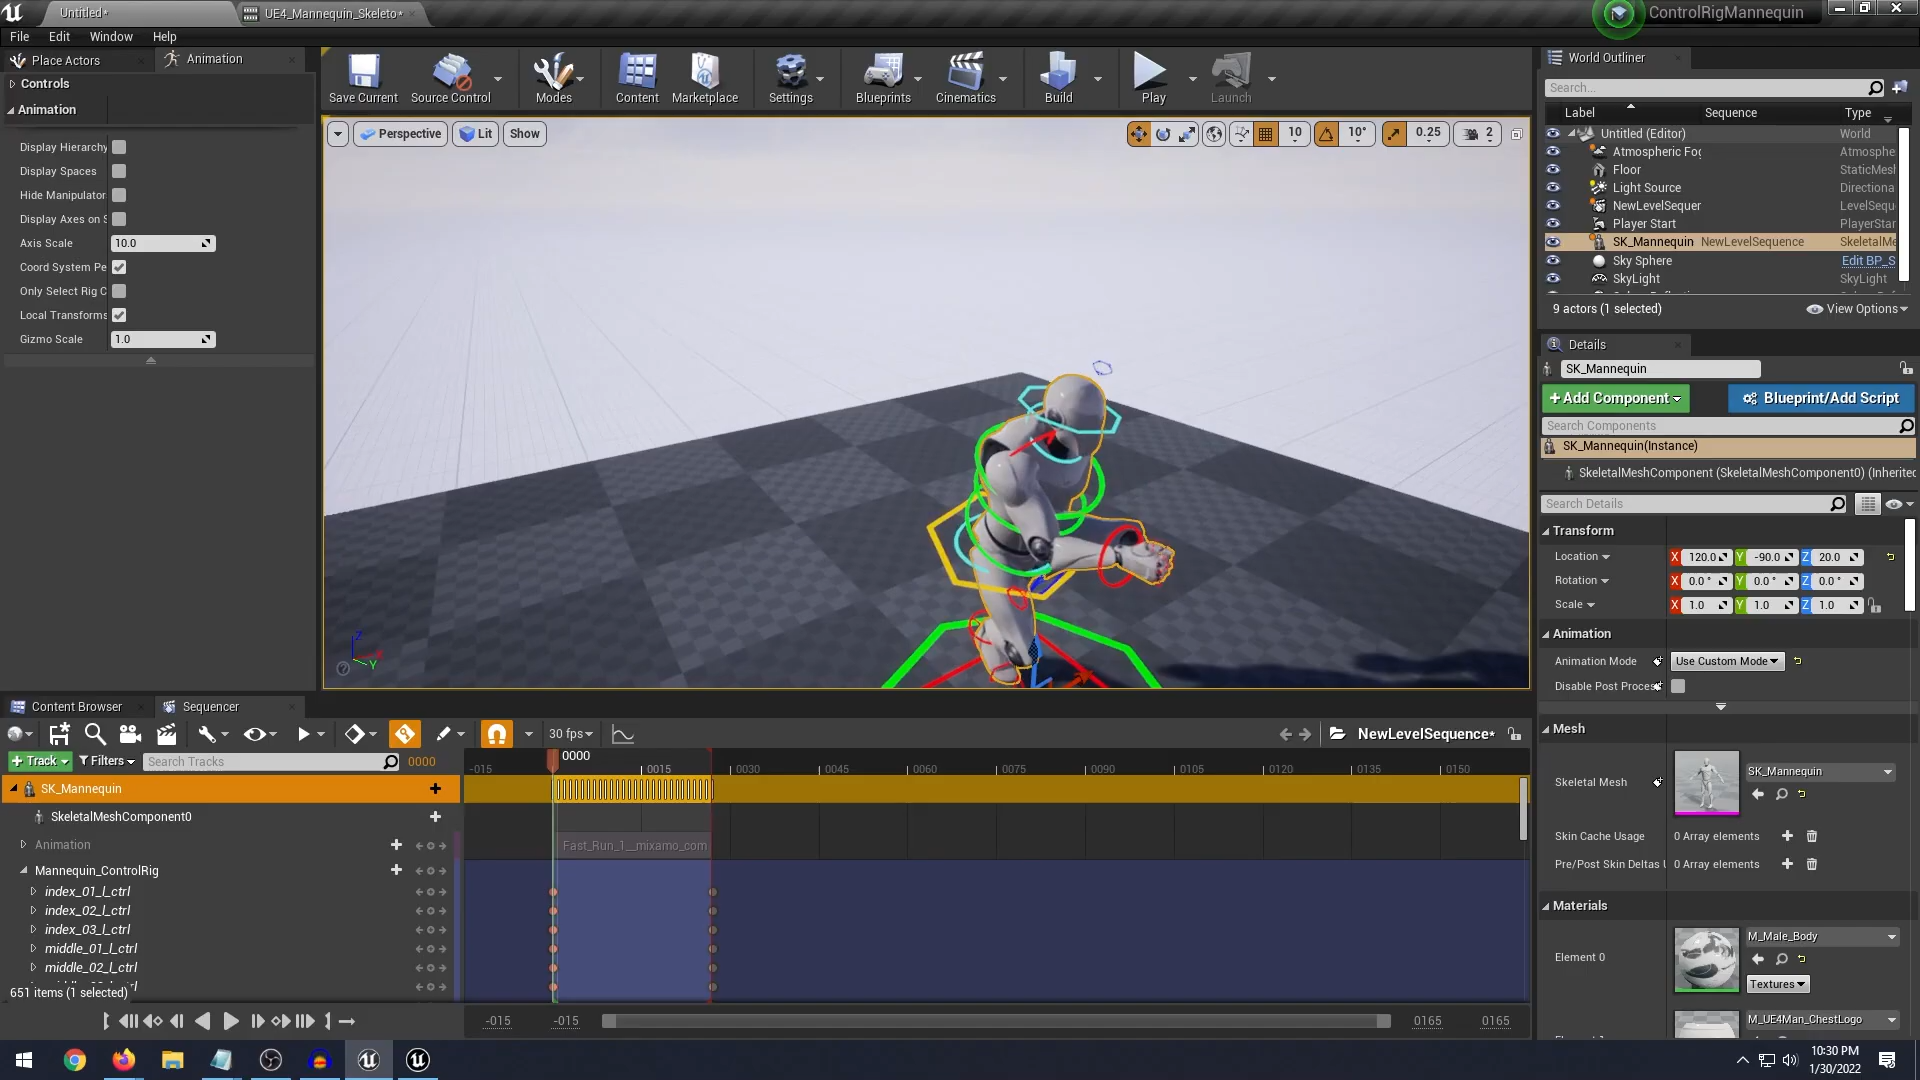 Untitled*
UE4_Mannequin_Skeleto*
ControlRigMannequin
File
Edit
Window
Help
Place Actors
Animation
Controls
Animation
Display Hierarchy
Display Spaces
Hide Manipulator
Display Axes on S
Axis Scale
10.0
Coord System Pe
Only Select Rig C
Local Transforms
Gizmo Scale
1.0
Save Current
Source Control
Modes
Content
Marketplace
Settings
Blueprints
Cinematics
Build
Play
Launch
Perspective
Lit
Show
10
10°
0.25
2
Z
Y
World Outliner
Search...
Label
Sequence
Type
Untitled (Editor)
World
Atmospheric Fog
Atmosphe
Floor
StaticMesh
Light Source
Directiona
NewLevelSequer
LevelSequ
Player Start
PlayerStar
SK_Mannequin
NewLevelSequence
SkeletalMe
Sky Sphere
Edit BP_S
SkyLight
SkyLight
9 actors (1 selected)
View Options
Details
SK_Mannequin
+Add Component
Blueprint/Add Script
Search Components
SK_Mannequin(Instance)
SkeletalMeshComponent (SkeletalMeshComponent0) (Inherited
Search Details
Transform
Location
X 120.0 Y -90.0 Z 20.0
Rotation
X 0.0 ° Y 0.0 ° Z 0.0 °
Scale
X 1.0 Y 1.0 Z 1.0
Animation
Animation Mode
Use Custom Mode
Disable Post Process
Mesh
Skeletal Mesh
SK_Mannequin
Skin Cache Usage
0 Array elements
Pre/Post Skin Deltas U
0 Array elements
Materials
Element 0
M_Male_Body
Textures
M_UE4Man_ChestLogo
Content Browser
Sequencer
30 fps
NewLevelSequence*
+ Track
Filters
Search Tracks
0000
0000
-015
0015
0030
0045
0060
0075
0090
0105
0120
0135
0150
SK_Mannequin
SkeletalMeshComponent0
Animation
Fast_Run_1__mixamo_com
Mannequin_ControlRig
index_01_l_ctrl
index_02_l_ctrl
index_03_l_ctrl
middle_01_l_ctrl
middle_02_l_ctrl
651 items (1 selected)
-015
-015
0165
0165
10:30 PM
1/30/2022